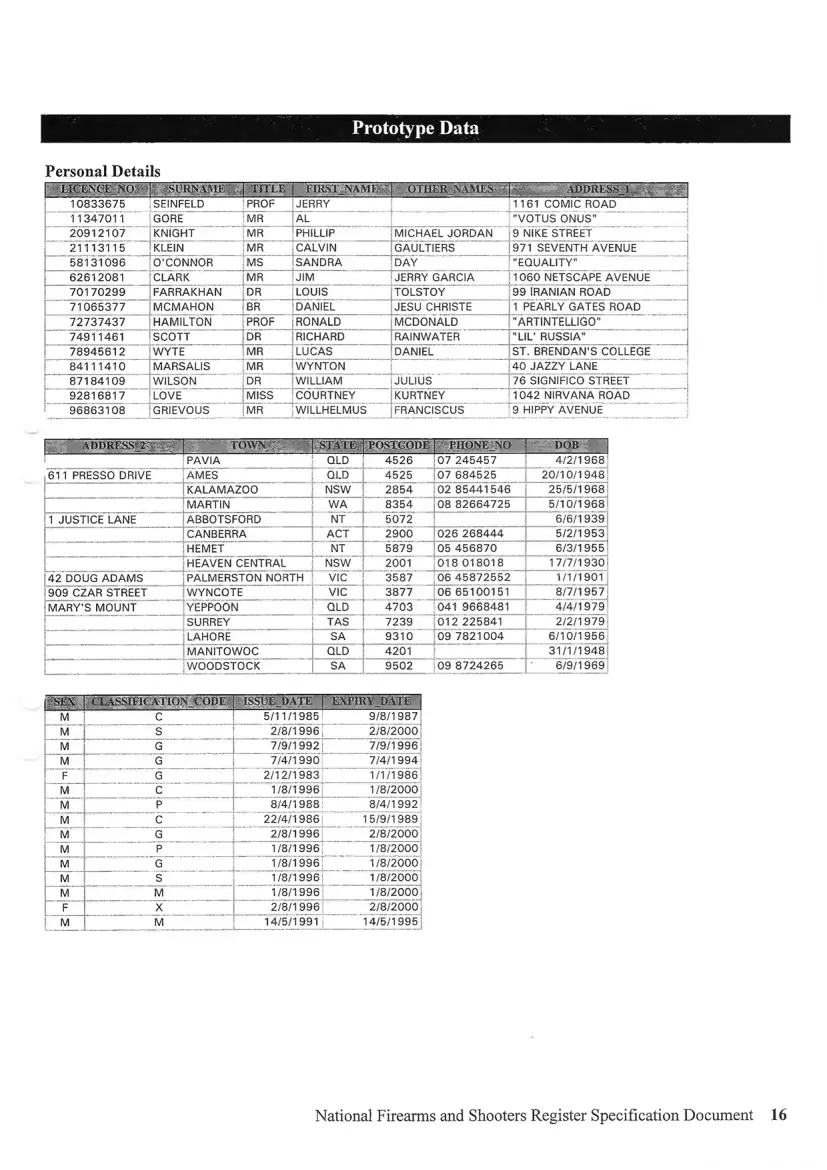 Prototype Data
Personal Details
LICENCE_NO SURNAME TITLE FIRST_NAME OTHER_NAMES ADDRESS_1
10833675 SEINFELD PROF JERRY 1161 COMIC ROAD
11347011 GORE MR AL "VOTUS ONUS"
20912107 KNIGHT MR PHILLIP MICHAEL JORDAN 9 NIKE STREET
21113115 KLEIN MR CALVIN GAULTIERS 971 SEVENTH AVENUE
58131096 O'CONNOR MS SANDRA DAY "EQUALITY"
62612081 CLARK MR JIM JERRY GARCIA 1060 NETSCAPE AVENUE
70170299 FARRAKHAN DR LOUIS TOLSTOY 99 IRANIAN ROAD
71065377 MCMAHON BR DANIEL JESU CHRISTE 1 PEARLY GATES ROAD
72737437 HAMILTON PROF RONALD MCDONALD "ARTINTELLIGO"
74911461 SCOTT DR RICHARD RAINWATER "LIL' RUSSIA"
78945612 WYTE MR LUCAS DANIEL ST. BRENDAN'S COLLEGE
84111410 MARSALIS MR WYNTON 40 JAZZY LANE
87184109 WILSON DR WILLIAM JULIUS 76 SIGNIFICO STREET
92816817 LOVE MISS COURTNEY KURTNEY 1042 NIRVANA ROAD
96863108 GRIEVOUS MR WILLHELMUS FRANCISCUS 9 HIPPY AVENUE
ADDRESS_2 TOWN STATE POSTCODE PHONE_NO DOB
PAVIA QLD 4526 07 245457 4/2/1968
611 PRESSO DRIVE AMES QLD 4525 07 684525 20/10/1948
KALAMAZOO NSW 2854 02 85441546 25/5/1968
MARTIN WA 8354 08 82664725 5/10/1968
1 JUSTICE LANE ABBOTSFORD NT 5072 6/6/1939
CANBERRA ACT 2900 026 268444 5/2/1953
HEMET NT 5879 05 456870 6/3/1955
HEAVEN CENTRAL NSW 2001 018 018018 17/7/1930
42 DOUG ADAMS PALMERSTON NORTH VIC 3587 06 45872552 1/1/1901
909 CZAR STREET WYNCOTE VIC 3877 06 65100151 8/7/1957
MARY'S MOUNT YEPPOON QLD 4703 041 9668481 4/4/1979
SURREY TAS 7239 012 225841 2/2/1979
LAHORE SA 9310 09 7821004 6/10/1956
MANITOWOC QLD 4201 31/1/1948
WOODSTOCK SA 9502 09 8724265 6/9/1969
SEX CLASSIFICATION_CODE ISSUE_DATE EXPIRY_DATE
M C 5/11/1985 9/8/1987
M S 2/8/1996 2/8/2000
M G 7/9/1992 7/9/1996
M G 7/4/1990 7/4/1994
F G 2/12/1983 1/1/1986
M C 1/8/1996 1/8/2000
M P 8/4/1988 8/4/1992
M C 22/4/1986 15/9/1989
M G 2/8/1996 2/8/2000
M P 1/8/1996 1/8/2000
M G 1/8/1996 1/8/2000
M S 1/8/1996 1/8/2000
M M 1/8/1996 1/8/2000
F X 2/8/1996 2/8/2000
M M 14/5/1991 14/5/1995
National Firearms and Shooters Register Specification Document 16